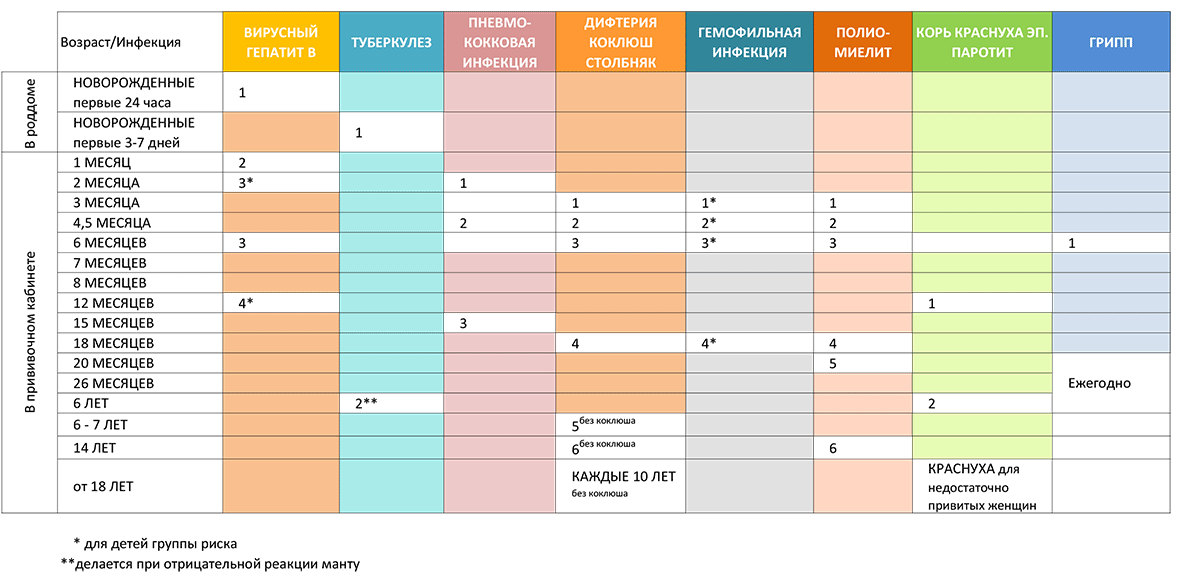 Возраст/Инфекция
ВИРУСНЫЙ
ГЕПАТИТ В
ТУБЕРКУЛЕЗ
ПНЕВМО-
КОККОВАЯ
ИНФЕКЦИЯ
ДИФТЕРИЯ
КОКЛЮШ
СТОЛБНЯК
ГЕМОФИЛЬНАЯ
ИНФЕКЦИЯ
ПОЛИО-
МИЕЛИТ
КОРЬ КРАСНУХА ЭП.
ПАРОТИТ
ГРИПП
В роддоме
НОВОРОЖДЕННЫЕ
первые 24 часа
1
НОВОРОЖДЕННЫЕ
первые 3-7 дней
1
В прививочном кабинете
1 МЕСЯЦ 2
2 МЕСЯЦА 3* 1
3 МЕСЯЦА 1 1* 1
4,5 МЕСЯЦА 2 2 2* 2
6 МЕСЯЦЕВ 3 3 3* 3 1
7 МЕСЯЦЕВ
8 МЕСЯЦЕВ
12 МЕСЯЦЕВ 4* 1
15 МЕСЯЦЕВ 3
18 МЕСЯЦЕВ 4 4* 4
20 МЕСЯЦЕВ 5
26 МЕСЯЦЕВ
Ежегодно
6 ЛЕТ 2** 2
6 - 7 ЛЕТ 5 без коклюша
14 ЛЕТ 6 без коклюша 6
от 18 ЛЕТ
КАЖДЫЕ 10 ЛЕТ
без коклюша
КРАСНУХА для
недостаточно
привитых женщин
* для детей группы риска
**делается при отрицательной реакции манту